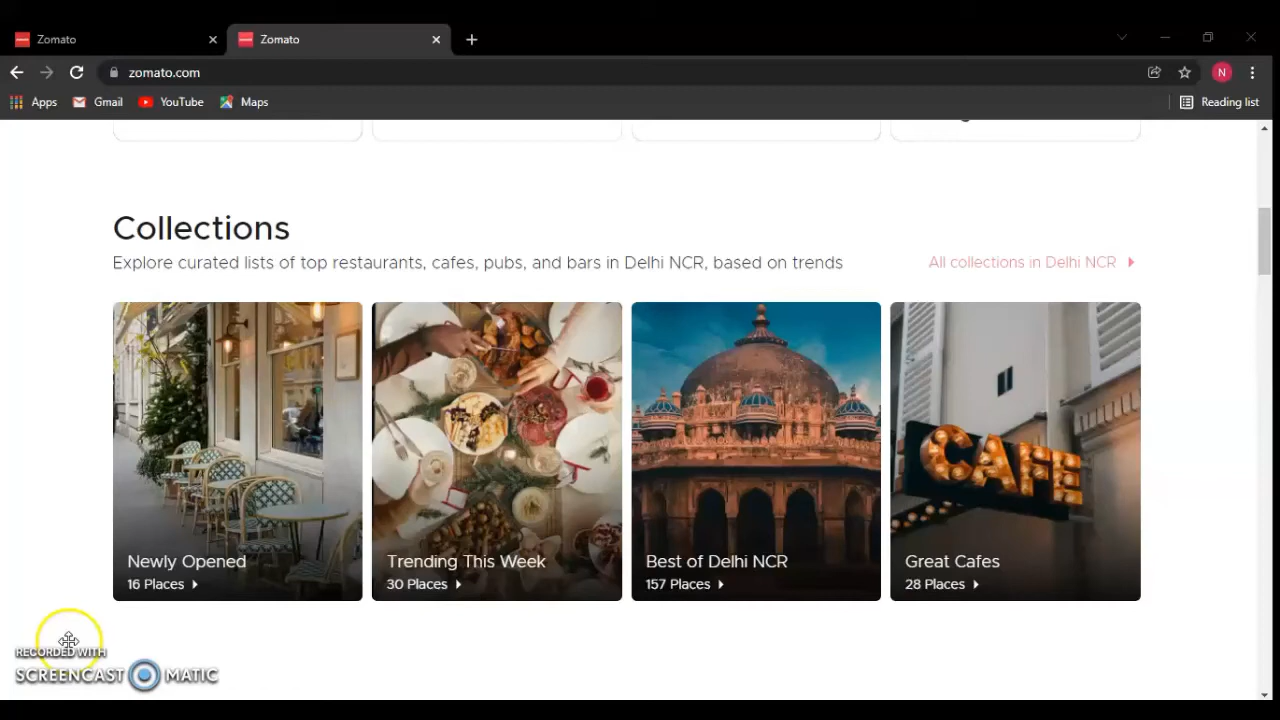 Zomato
Zomato
zomato.com
N
Apps
Gmail
YouTube
Maps
Reading list
Collections
Explore curated lists of top restaurants, cafes, pubs, and bars in Delhi NCR, based on trends
All collections in Delhi NCR
CAFE
Newly Opened
16 Places
Trending This Week
30 Places
Best of Delhi NCR
157 Places
Great Cafes
28 Places
RECORDED WITH
SCREENCAST MATIC